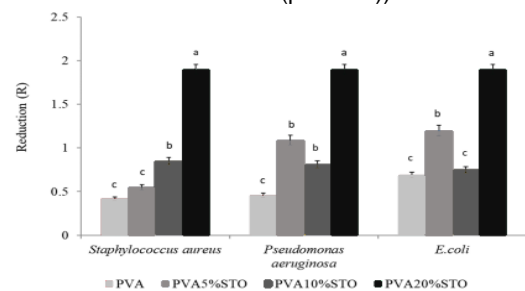 2.5
2
1.5
1
0.5
0
Reduction (R)
c c b a
c b b a
c b c a
Staphylococcus aureus Pseudomonas aeruginosa E.coli
PVA PVA5%STO PVA10%STO PVA20%STO